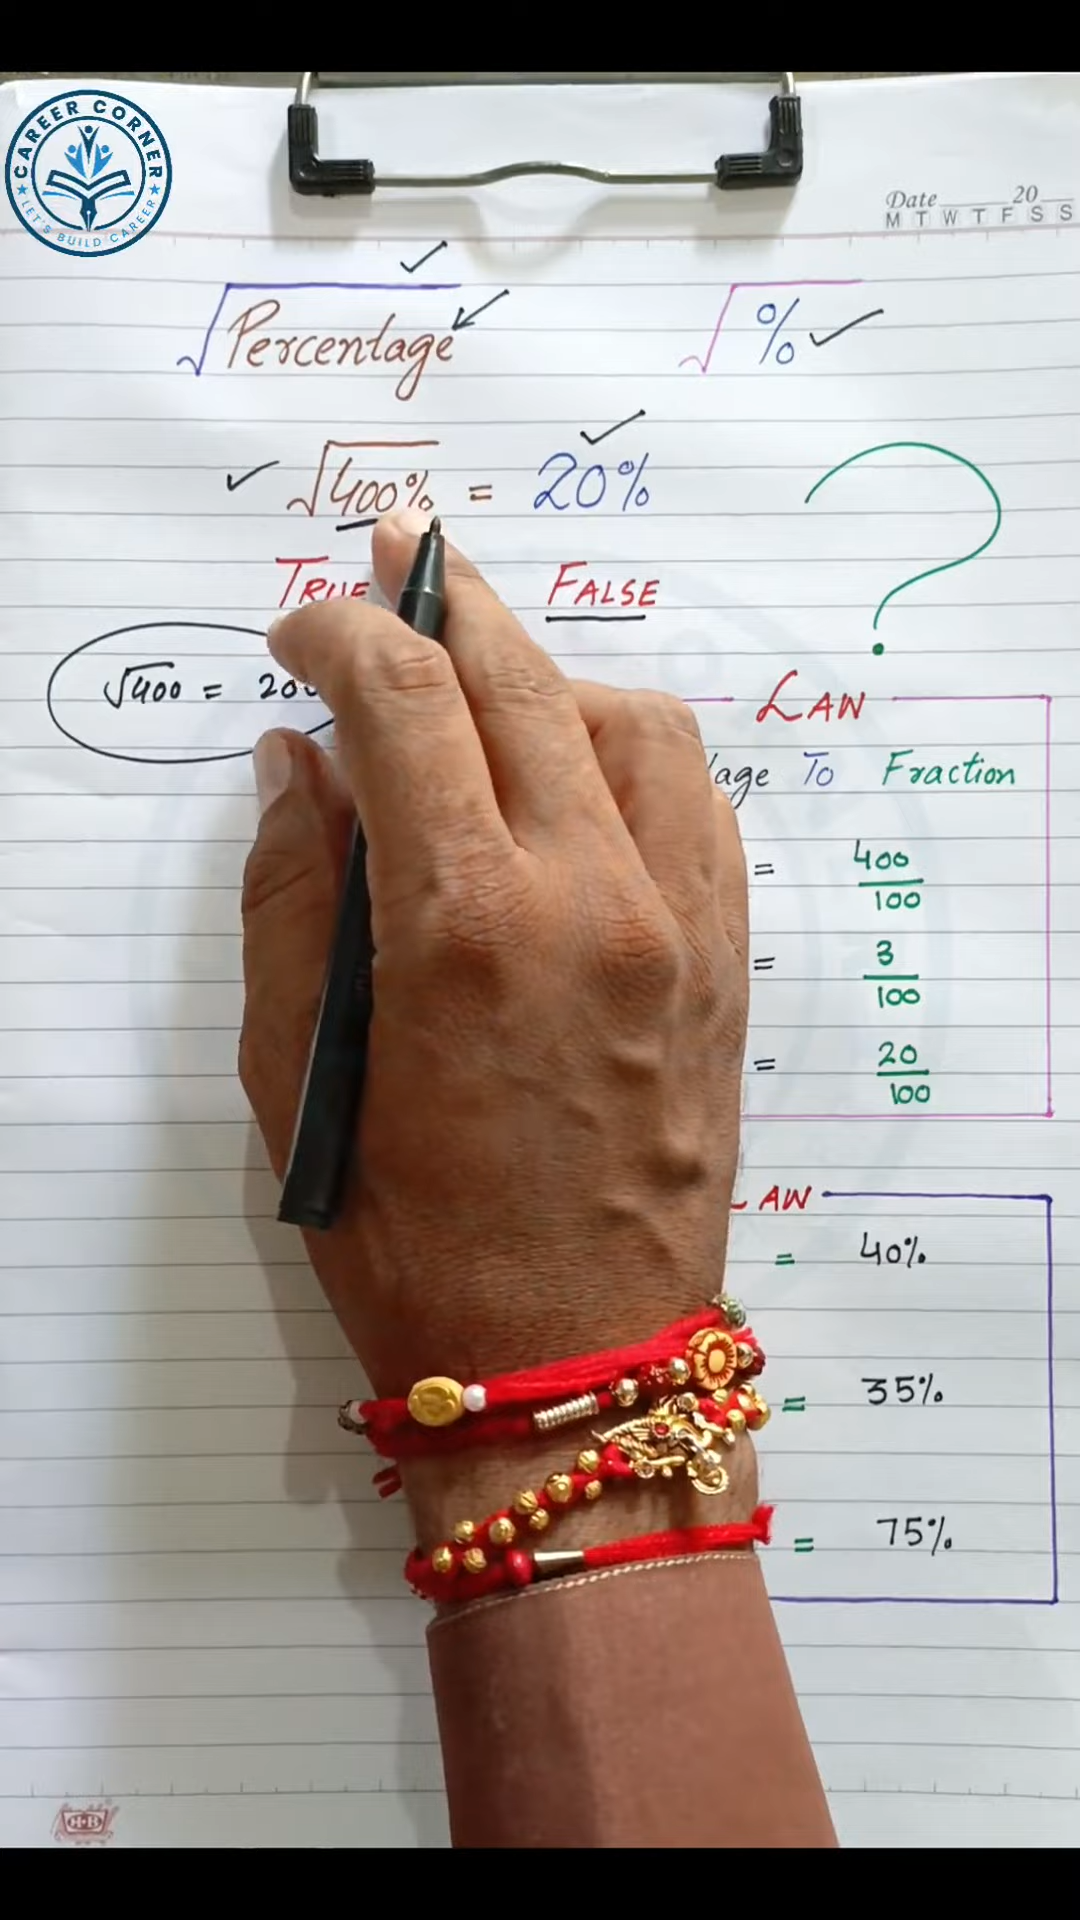 CAREER CORNER
LET'S BUILD CAREER
Date 20
M T W T F S S
√Percentage ✓
√% ✓
✓ √400% = 20% ✓
TRUE FALSE
?
√400 = 20
LAW
To Fraction
= 400/100
= 3/100
= 20/100
LAW
= 40%
= 35%
= 75%
H-B